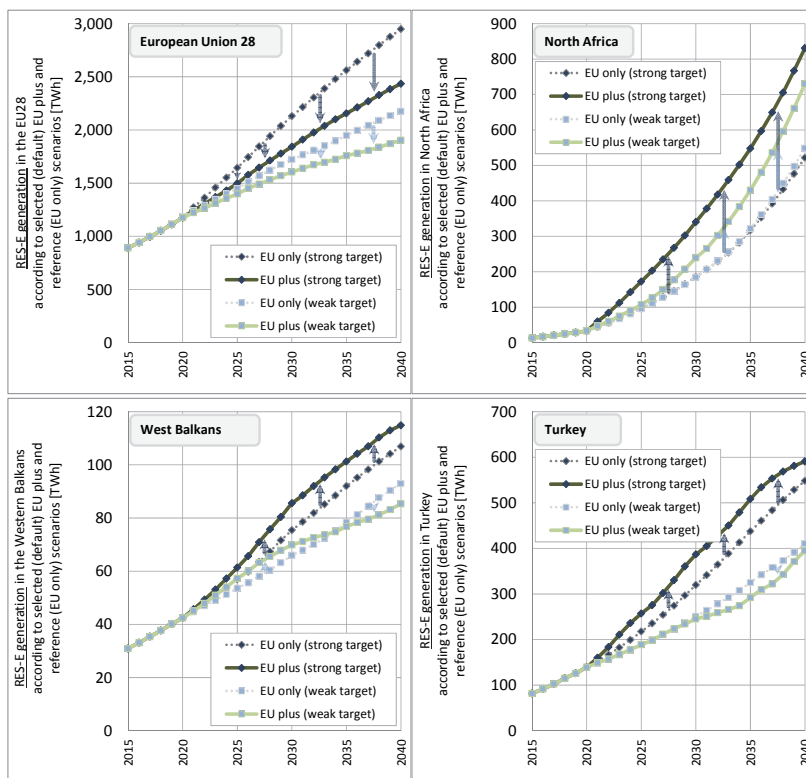 RES-E generation in the EU28
according to selected (default) EU plus and
reference (EU only) scenarios [TWh]
3,000
2,500
2,000
1,500
1,000
500
0
European Union 28
EU only (strong target)
EU plus (strong target)
EU only (weak target)
EU plus (weak target)
2015
2020
2025
2030
2035
2040
RES-E generation in North Africa
according to selected (default) EU plus and
reference (EU only) scenarios [TWh]
900
800
700
600
500
400
300
200
100
0
North Africa
EU only (strong target)
EU plus (strong target)
EU only (weak target)
EU plus (weak target)
2015
2020
2025
2030
2035
2040
RES-E generation in the Western Balkans
according to selected (default) EU plus and
reference (EU only) scenarios [TWh]
120
100
80
60
40
20
0
West Balkans
EU only (strong target)
EU plus (strong target)
EU only (weak target)
EU plus (weak target)
2015
2020
2025
2030
2035
2040
RES-E generation in Turkey
according to selected (default) EU plus and
reference (EU only) scenarios [TWh]
700
600
500
400
300
200
100
0
Turkey
EU only (strong target)
EU plus (strong target)
EU only (weak target)
EU plus (weak target)
2015
2020
2025
2030
2035
2040